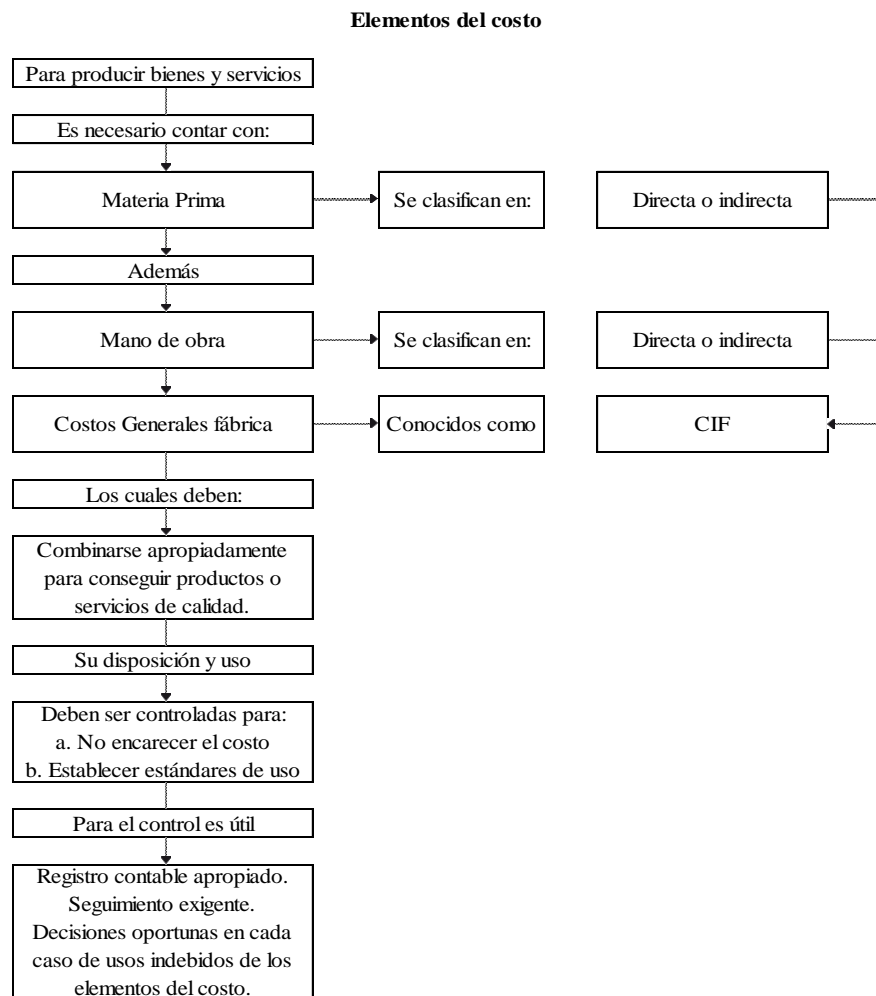 Elementos del costo
Para producir bienes y servicios
Es necesario contar con:
Materia Prima
Se clasifican en:
Directa o indirecta
Además
Mano de obra
Se clasifican en:
Directa o indirecta
Costos Generales fábrica
Conocidos como
CIF
Los cuales deben:
Combinarse apropiadamente
para conseguir productos o
servicios de calidad.
Su disposición y uso
Deben ser controladas para:
a. No encarecer el costo
b. Establecer estándares de uso
Para el control es útil
Registro contable apropiado.
Seguimiento exigente.
Decisiones oportunas en cada
caso de usos indebidos de los
elementos del costo.